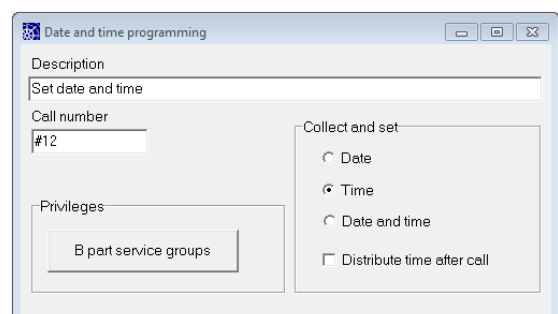 Date and time programming
Description
Set date and time
Call number
#12
Collect and set
Date
Time
Date and time
Distribute time after call
Privileges
B part service groups